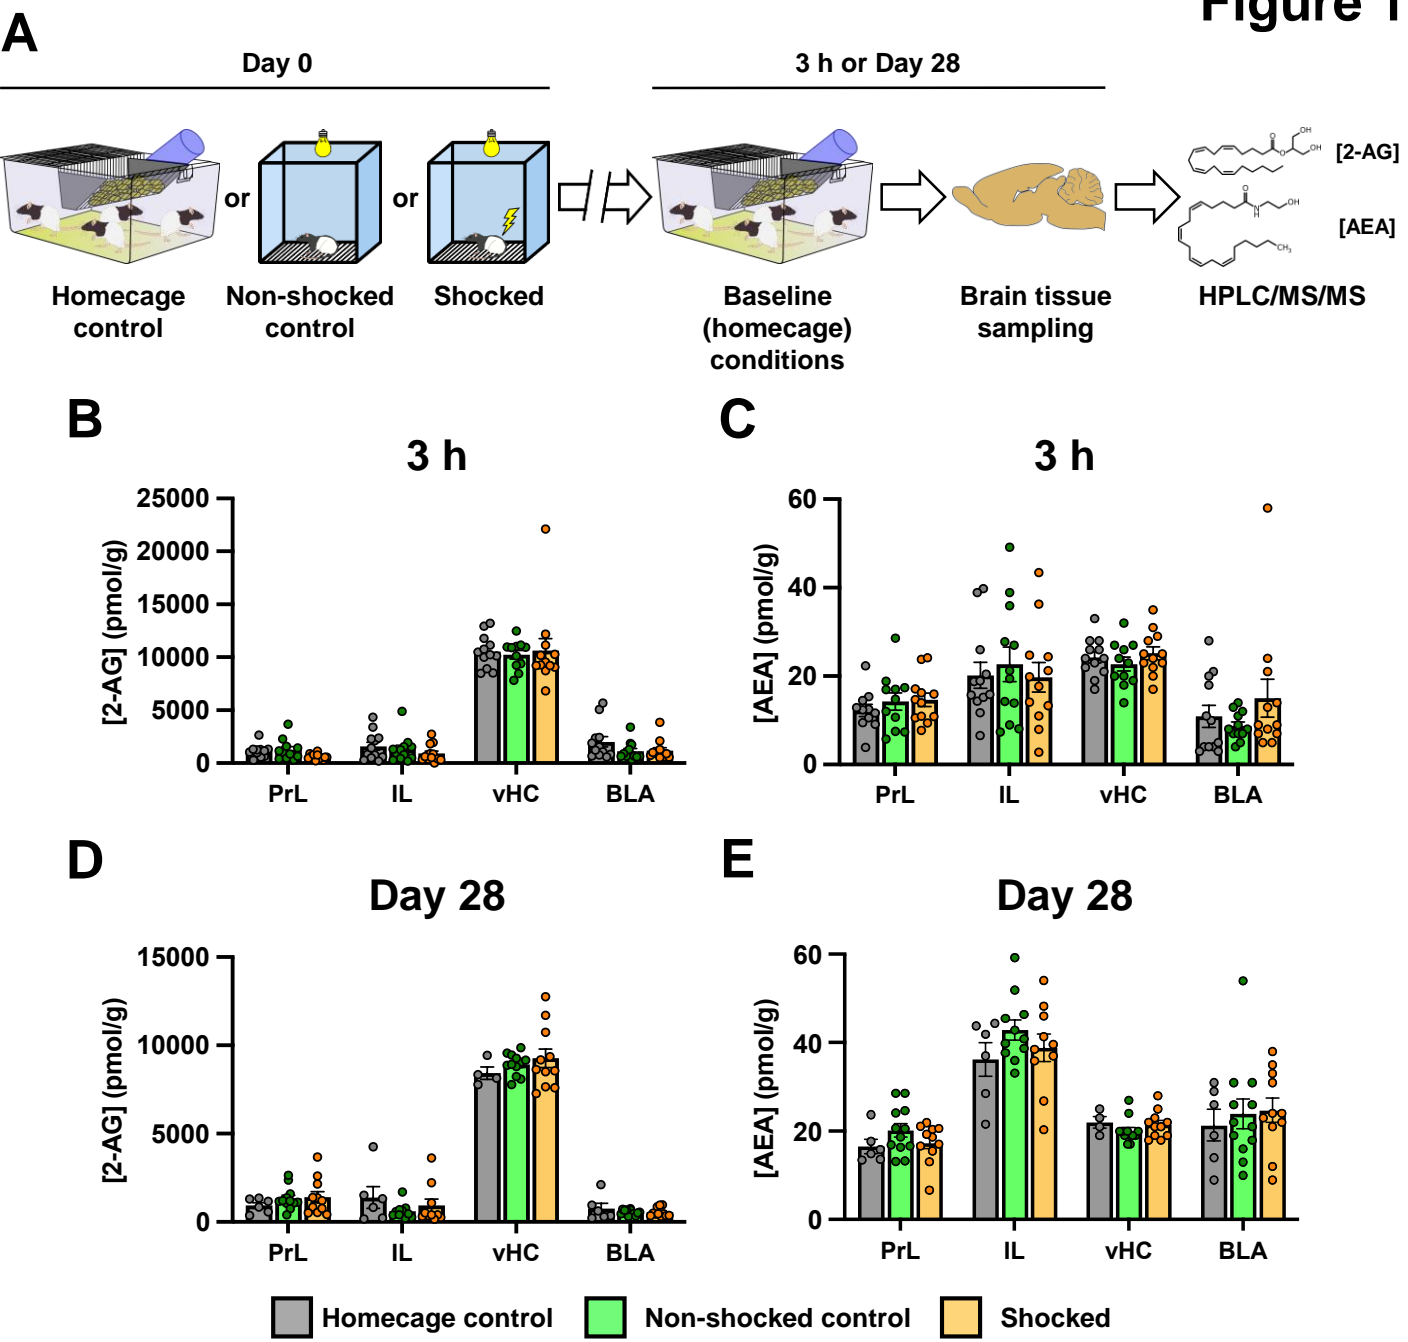 Figure 1
A
Day 0
3 h or Day 28
or
or
OH
O
O
OH
[2-AG]
O
N
H
OH
CH₃
[AEA]
Homecage control
Non-shocked control
Shocked
Baseline (homecage) conditions
Brain tissue sampling
HPLC/MS/MS
B
3 h
[2-AG] (pmol/g)
25000
20000
15000
10000
5000
0
PrL
IL
vHC
BLA
C
3 h
[AEA] (pmol/g)
60
40
20
0
PrL
IL
vHC
BLA
D
Day 28
[2-AG] (pmol/g)
15000
10000
5000
0
PrL
IL
vHC
BLA
E
Day 28
[AEA] (pmol/g)
60
40
20
0
PrL
IL
vHC
BLA
Homecage control
Non-shocked control
Shocked